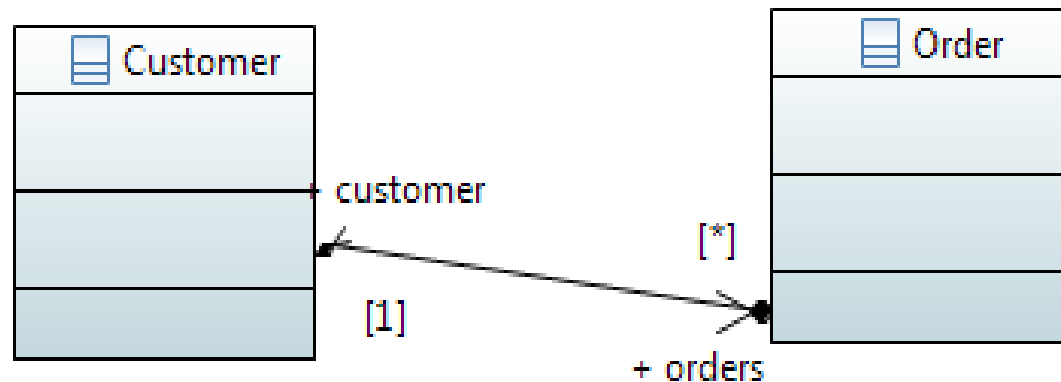 Customer
Order
+ customer
[*]
[1]
+ orders